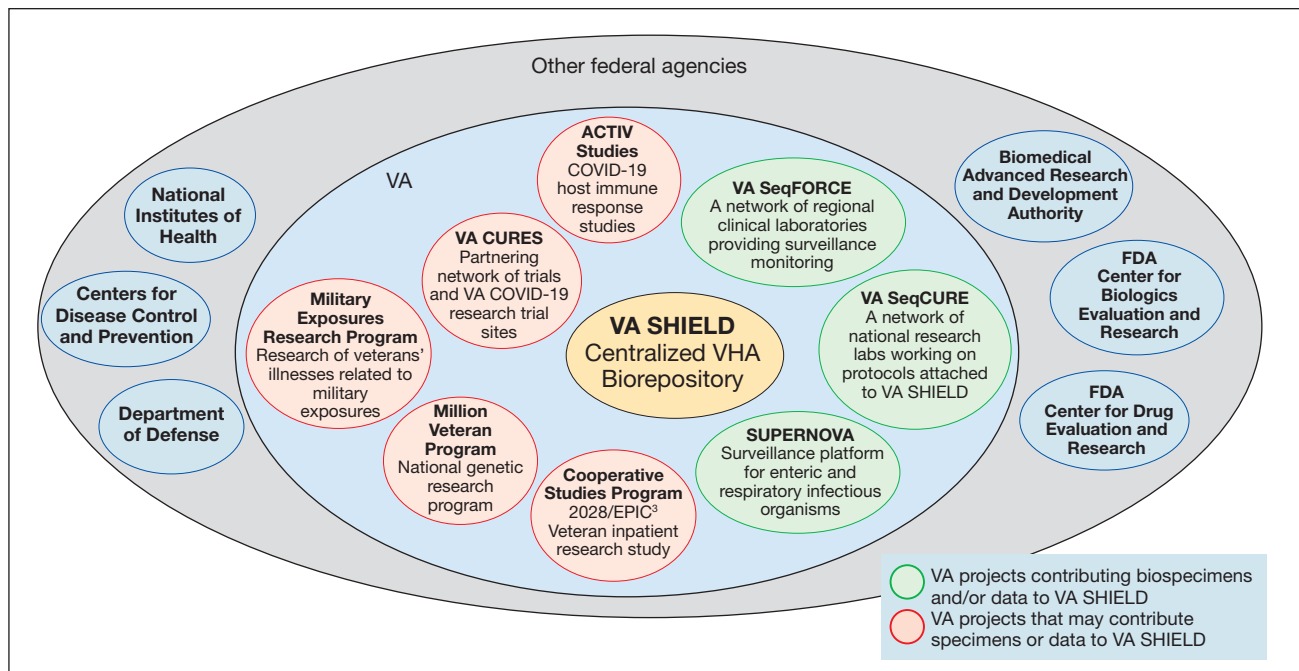 Other federal agencies
VA
National
Institutes of
Health
Centers for
Disease Control
and Prevention
Department
of Defense
ACTIV
Studies
COVID-19
host immune
response
studies
VA CURES
Partnering
network of trials
and VA COVID-19
research trial
sites
Military
Exposures
Research Program
Research of veterans’
illnesses related to
military
exposures
Million
Veteran
Program
National genetic
research
program
Cooperative
Studies Program
2028/EPIC³
Veteran inpatient
research study
VA SHIELD
Centralized VHA
Biorepository
VA SeqFORCE
A network of regional
clinical laboratories
providing surveillance
monitoring
VA SeqCURE
A network of
national research
labs working on
protocols attached
to VA SHIELD
SUPERNOVA
Surveillance platform
for enteric and
respiratory infectious
organisms
Biomedical
Advanced Research
and Development
Authority
FDA
Center for
Biologics
Evaluation and
Research
FDA
Center for Drug
Evaluation and
Research
VA projects contributing biospecimens
and/or data to VA SHIELD
VA projects that may contribute
specimens or data to VA SHIELD